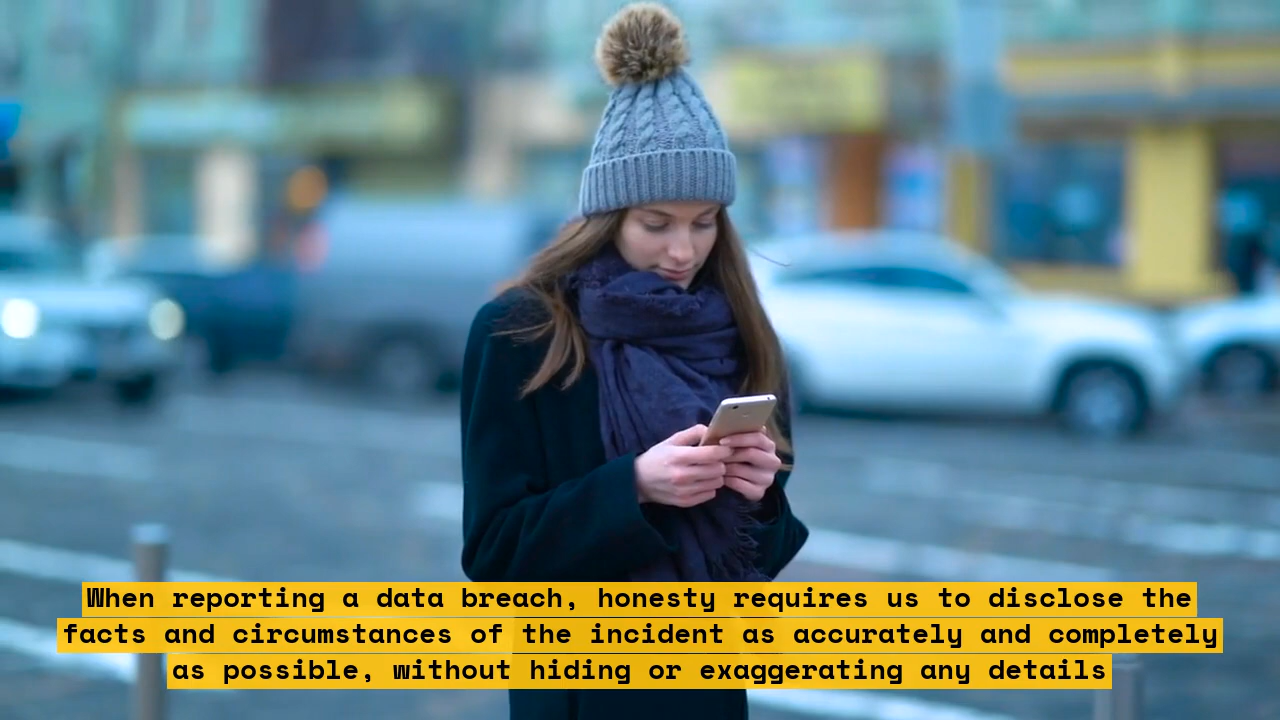 When reporting a data breach, honesty requires us to disclose the
facts and circumstances of the incident as accurately and completely
as possible, without hiding or exaggerating any details